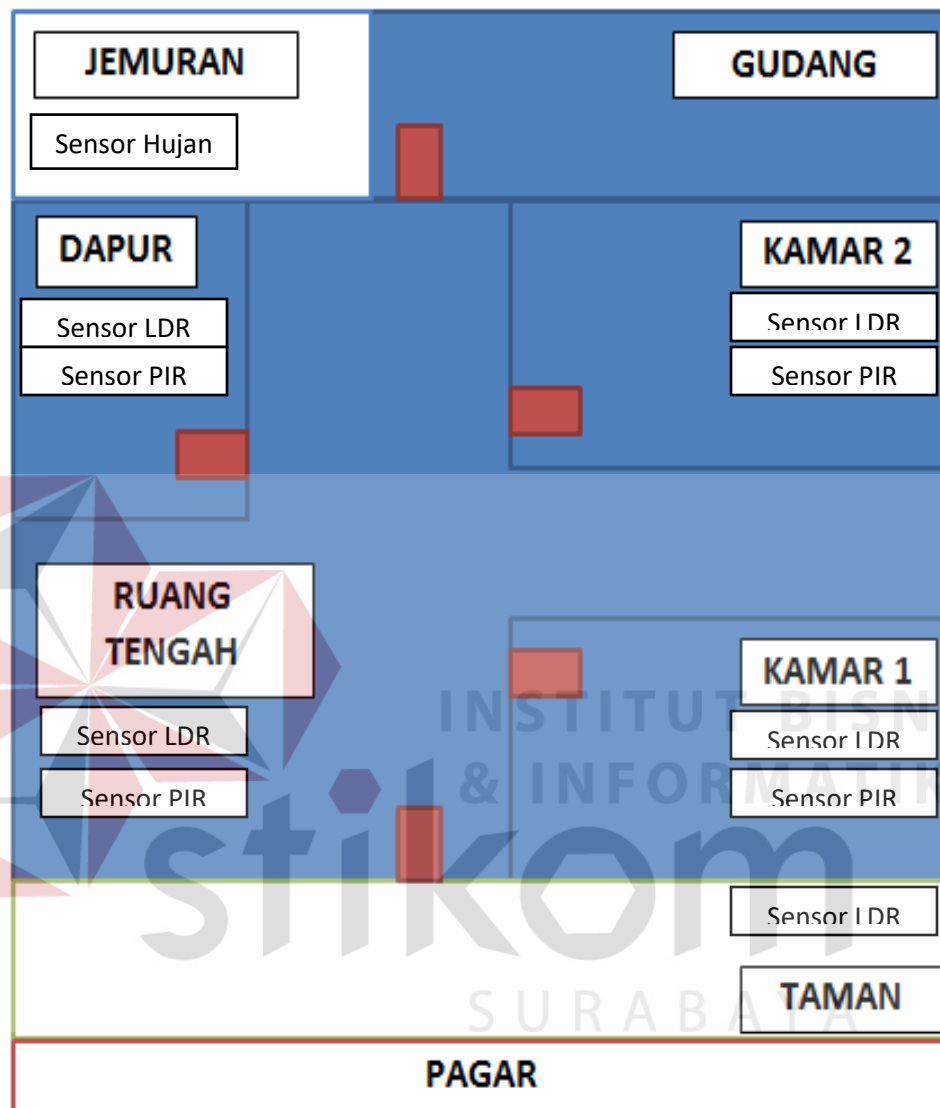 JEMURAN
GUDANG
Sensor Hujan
DAPUR
KAMAR 2
Sensor LDR
Sensor LDR
Sensor PIR
Sensor PIR
RUANG
TENGAH
KAMAR 1
INSTITUT BISN
Sensor LDR
Sensor LDR
& INFORMATIK
Sensor PIR
Sensor PIR
stikom
Sensor LDR
TAMAN
SURABAYA
PAGAR